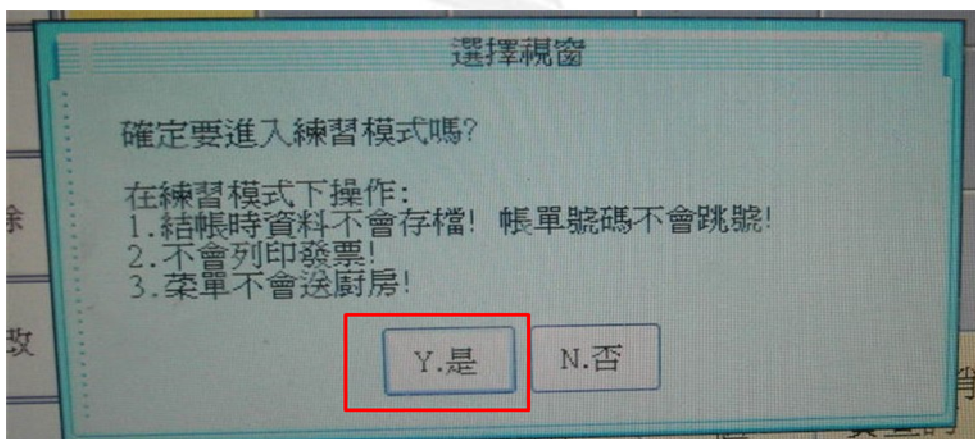 選擇視窗
確定要進入練習模式嗎?
在練習模式下操作:
1.結帳時資料不會存檔! 帳單號碼不會跳號!
2.不會列印發票!
3.菜單不會送廚房!
Y.是
N.否
除
改
消